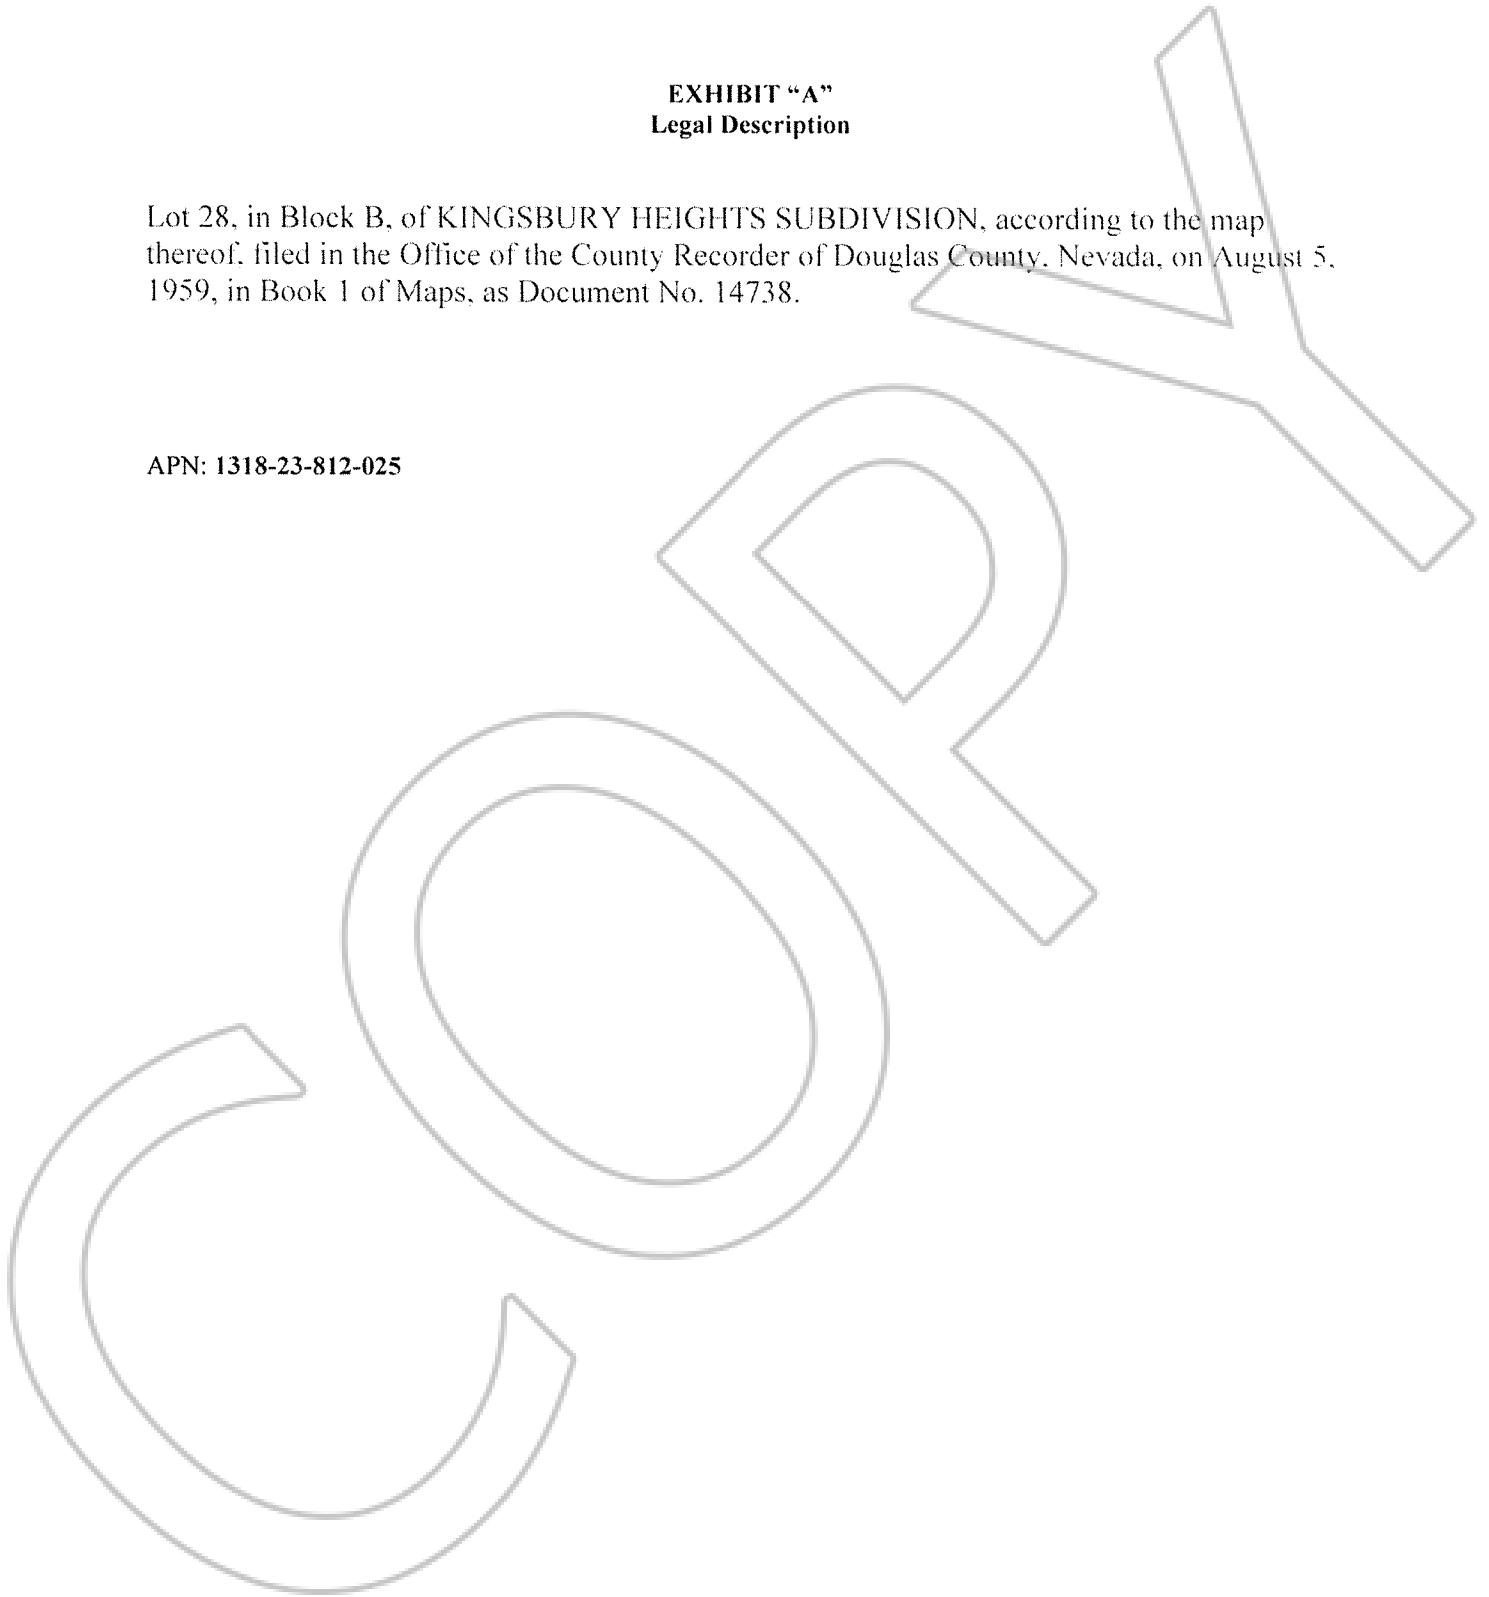 EXHIBIT “A”
Legal Description
Lot 28, in Block B, of KINGSBURY HEIGHTS SUBDIVISION, according to the map
thereof, filed in the Office of the County Recorder of Douglas County, Nevada, on August 5,
1959, in Book 1 of Maps, as Document No. 14738.
APN: 1318-23-812-025
COPY